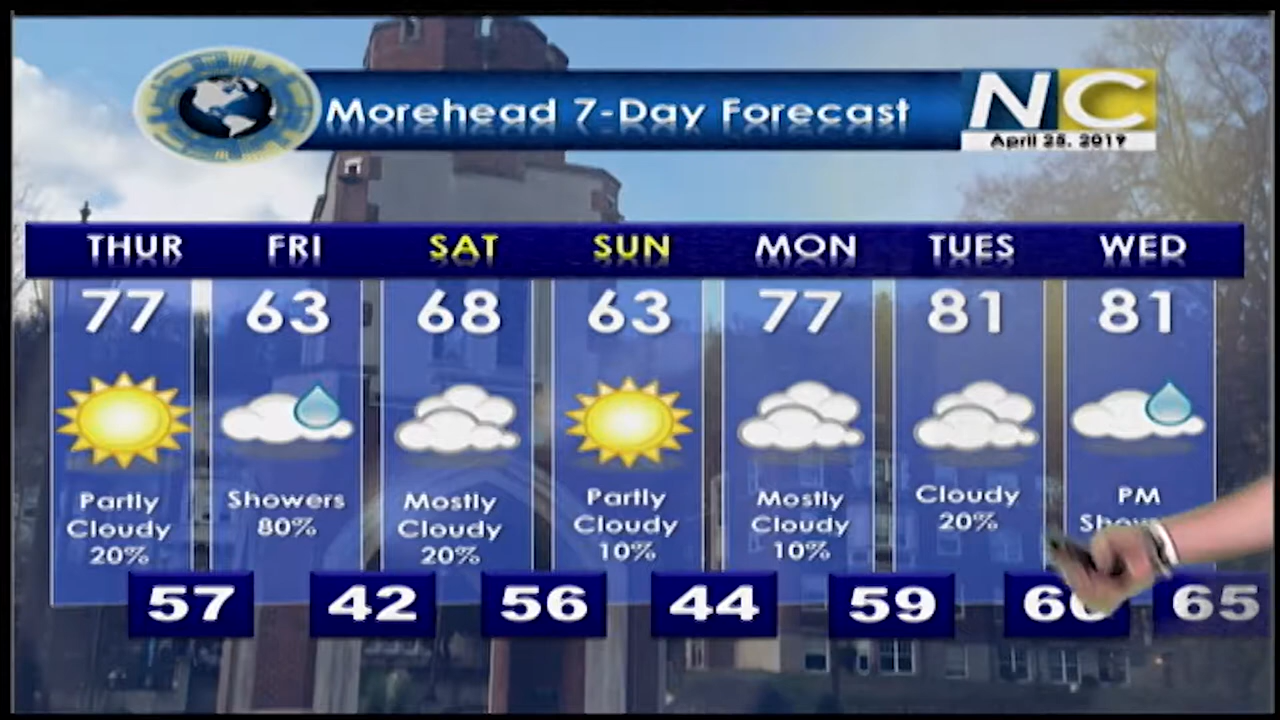 Morehead 7-Day Forecast
NC
April 25, 2019
THUR FRI SAT SUN MON TUES WED
77 63 68 63 77 81 81
Partly
Cloudy
20%
Showers
80%
Mostly
Cloudy
20%
Partly
Cloudy
10%
Mostly
Cloudy
10%
Cloudy
20%
PM
57 42 56 44 59 65